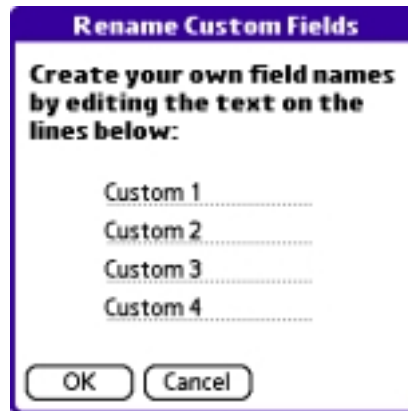 Rename Custom Fields
Create your own field names
by editing the text on the
lines below:
Custom 1
Custom 2
Custom 3
Custom 4
OK Cancel